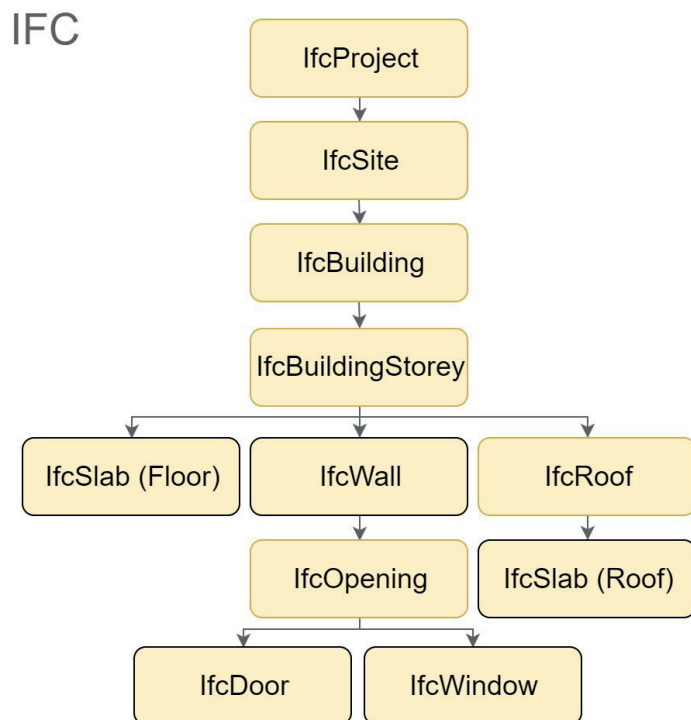 IFC
IfcProject
IfcSite
IfcBuilding
IfcBuildingStorey
IfcSlab (Floor)
IfcWall
IfcRoof
IfcOpening
IfcSlab (Roof)
IfcDoor
IfcWindow